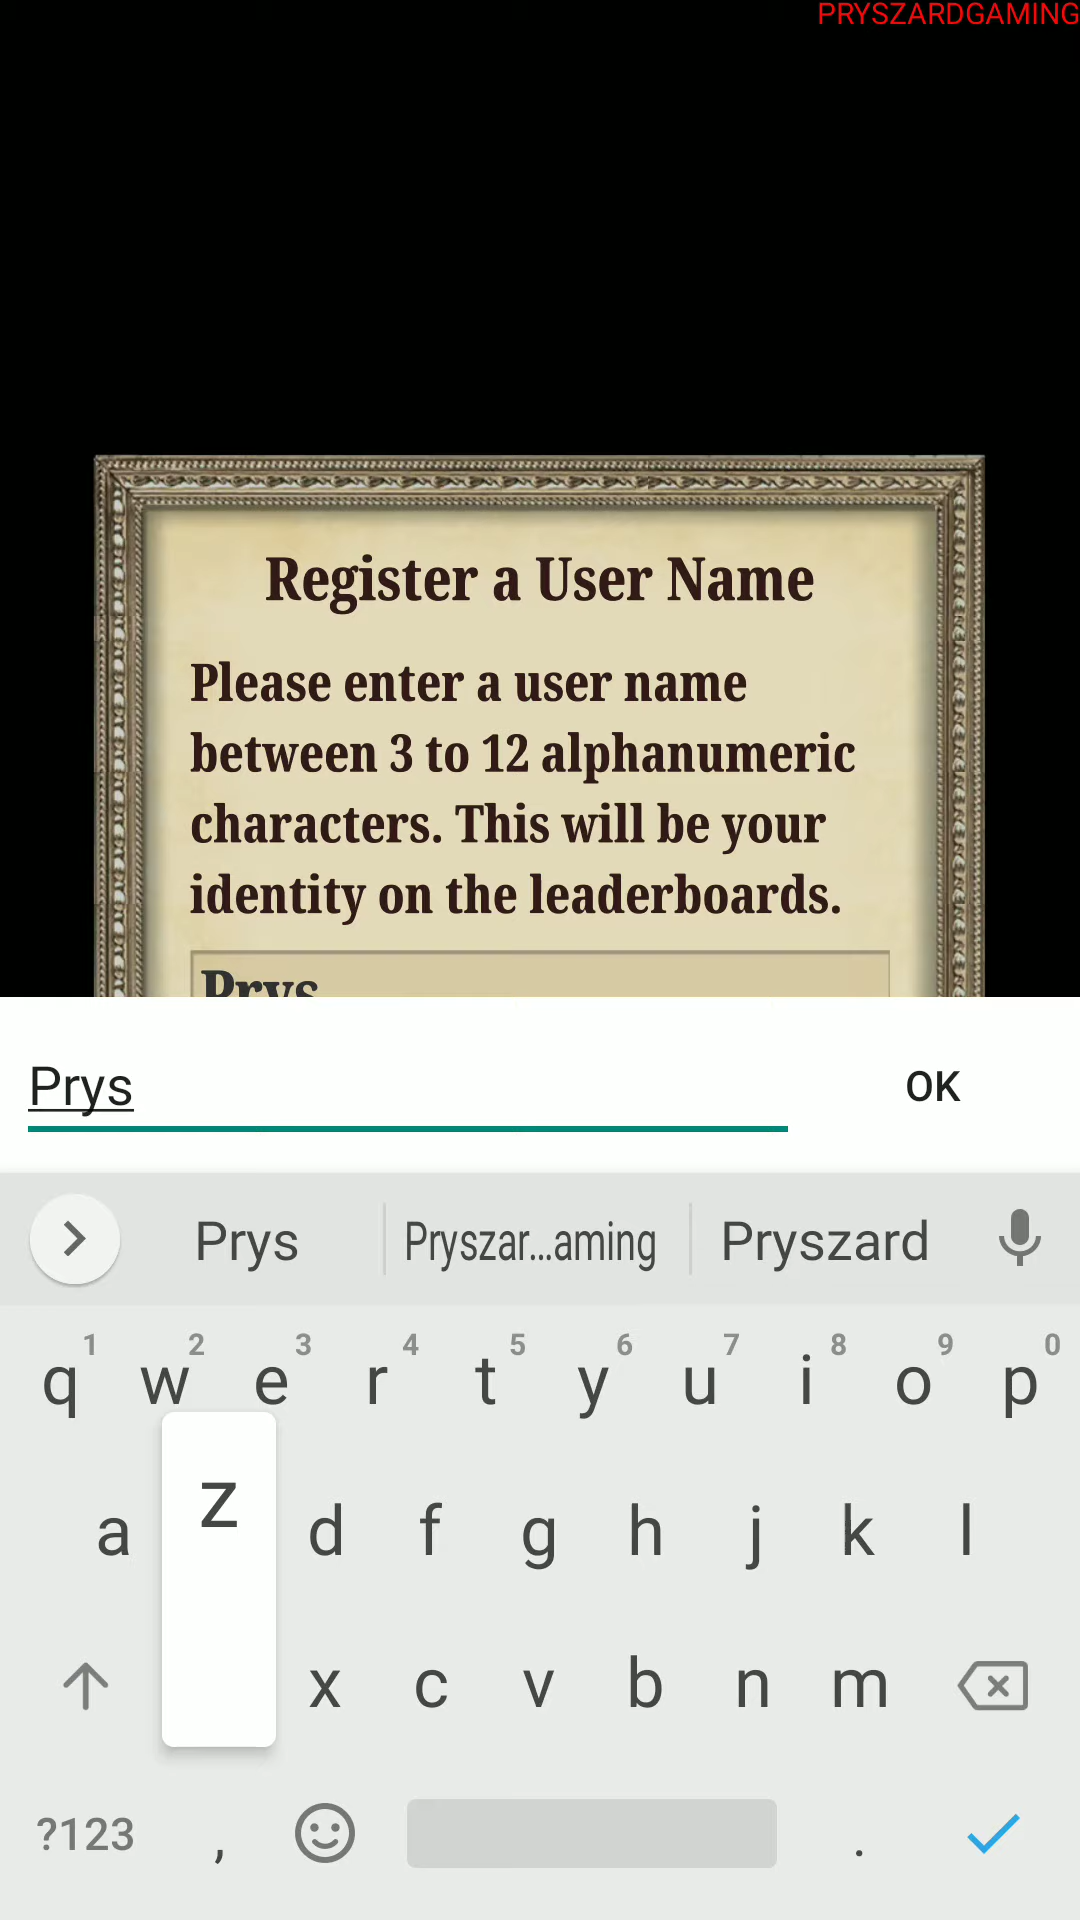 PRYSZARDGAMING
Register a User Name
Please enter a user name
between 3 to 12 alphanumeric
characters. This will be your
identity on the leaderboards.
Prys
Prys OK
Prys Pryszar...aming Pryszard
1 2 3 4 5 6 7 8 9 0
q w e r t y u i o p
z
a d f g h j k l
x c v b n m
?123 , .